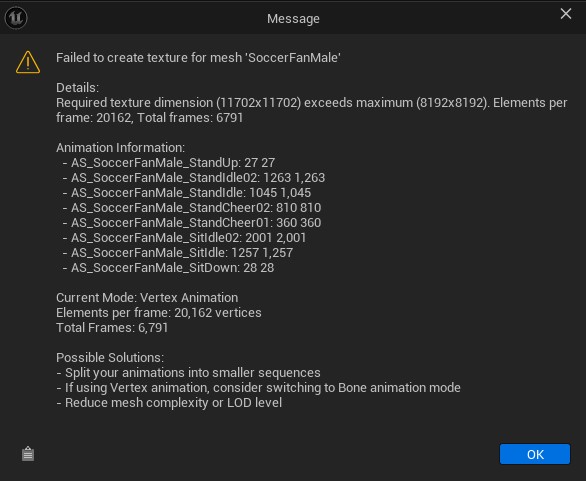 Message
Failed to create texture for mesh 'SoccerFanMale'
Details:
Required texture dimension (11702x11702) exceeds maximum (8192x8192). Elements per
frame: 20162, Total frames: 6791
Animation Information:
- AS_SoccerFanMale_StandUp: 27 27
- AS_SoccerFanMale_StandIdle02: 1263 1,263
- AS_SoccerFanMale_StandIdle: 1045 1,045
- AS_SoccerFanMale_StandCheer02: 810 810
- AS_SoccerFanMale_StandCheer01: 360 360
- AS_SoccerFanMale_SitIdle02: 2001 2,001
- AS_SoccerFanMale_SitIdle: 1257 1,257
- AS_SoccerFanMale_SitDown: 28 28
Current Mode: Vertex Animation
Elements per frame: 20,162 vertices
Total Frames: 6,791
Possible Solutions:
- Split your animations into smaller sequences
- If using Vertex animation, consider switching to Bone animation mode
- Reduce mesh complexity or LOD level
OK